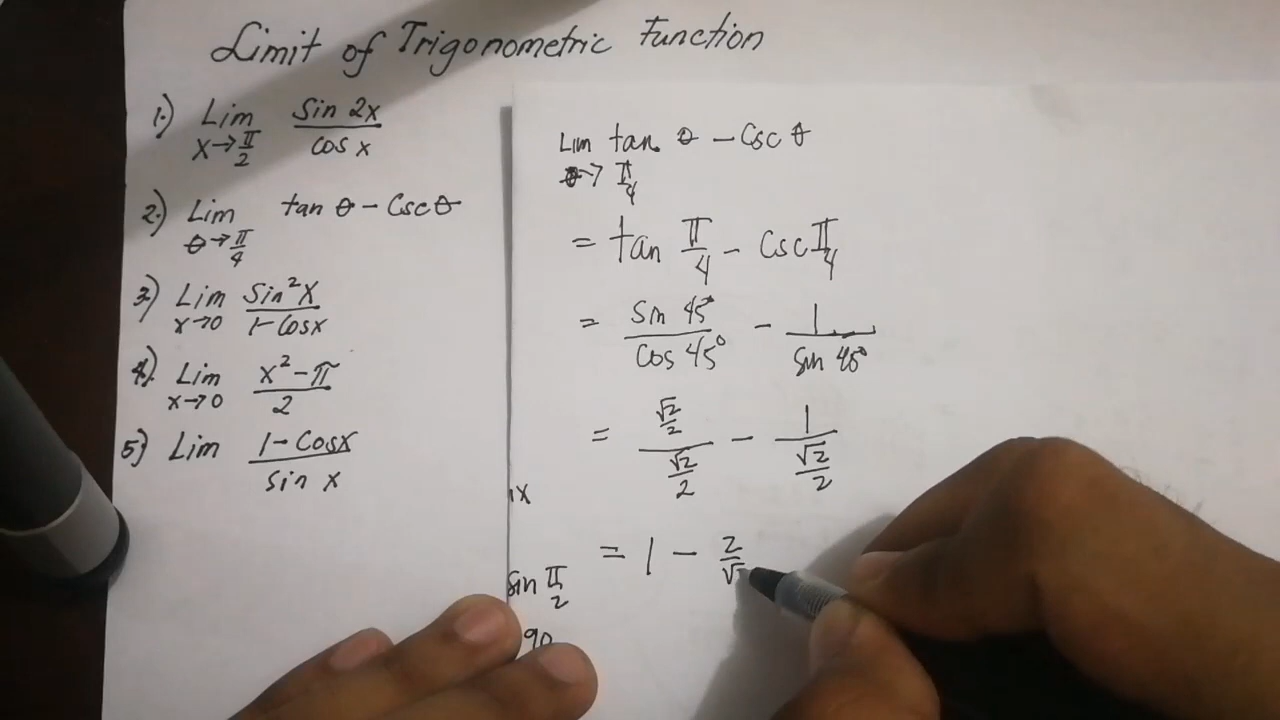 Limit of Trigonometric Function
1.) Lim sin 2x / cos x
x→π/2
2.) Lim tan θ - Csc θ
θ→π/4
3.) Lim Sin²x / 1-Cosx
x→0
4.) Lim x²-π / 2
x→0
5.) Lim 1-Cosx / sin x
Lim tan θ - Csc θ
θ→ π/4
= tan π/4 - Csc π/4
= sin 45° / cos 45° - 1 / sin 45°
= √2/2 / √2/2 - 1 / √2/2
= 1 - 2/√
x
sin π/2
90